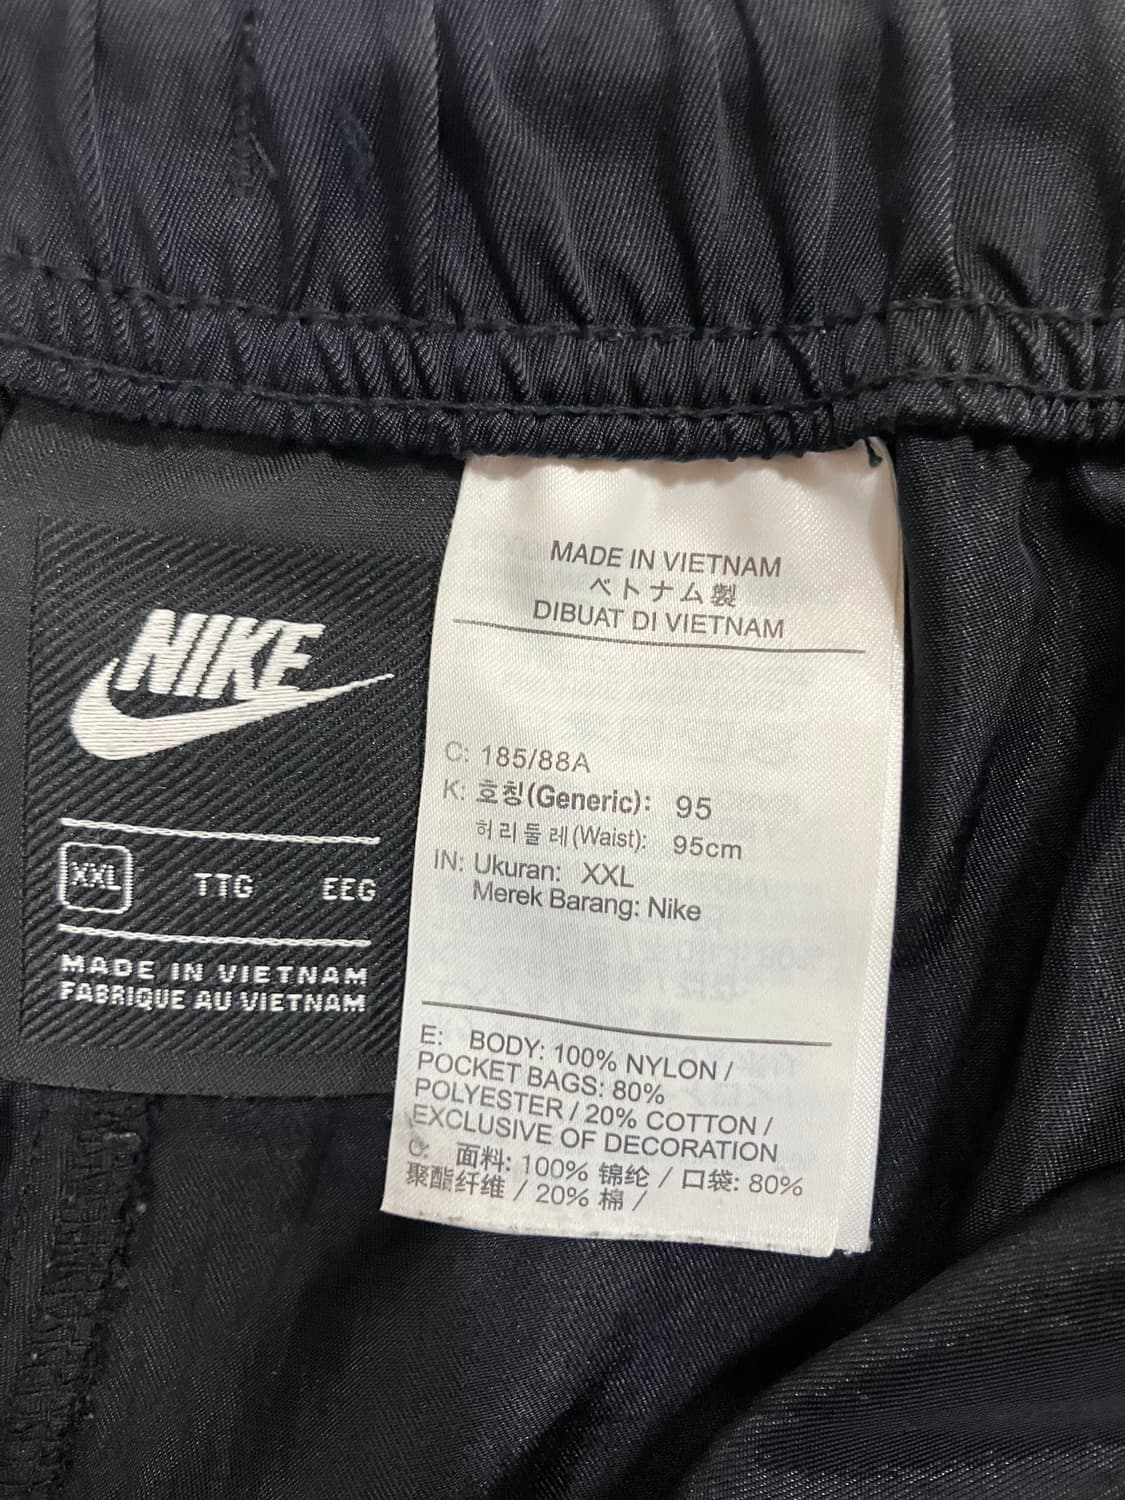 NIKE
XXL TTG EEG
MADE IN VIETNAM
FABRIQUE AU VIETNAM
MADE IN VIETNAM
ベトナム製
DIBUAT DI VIETNAM
C: 185/88A
K: 호칭(Generic): 95
허리둘레(Waist): 95cm
IN: Ukuran: XXL
Merek Barang: Nike
E: BODY: 100% NYLON /
POCKET BAGS: 80%
POLYESTER / 20% COTTON /
EXCLUSIVE OF DECORATION
C: 面料: 100% 锦纶 / 口袋: 80%
聚酯纤维 / 20% 棉 /